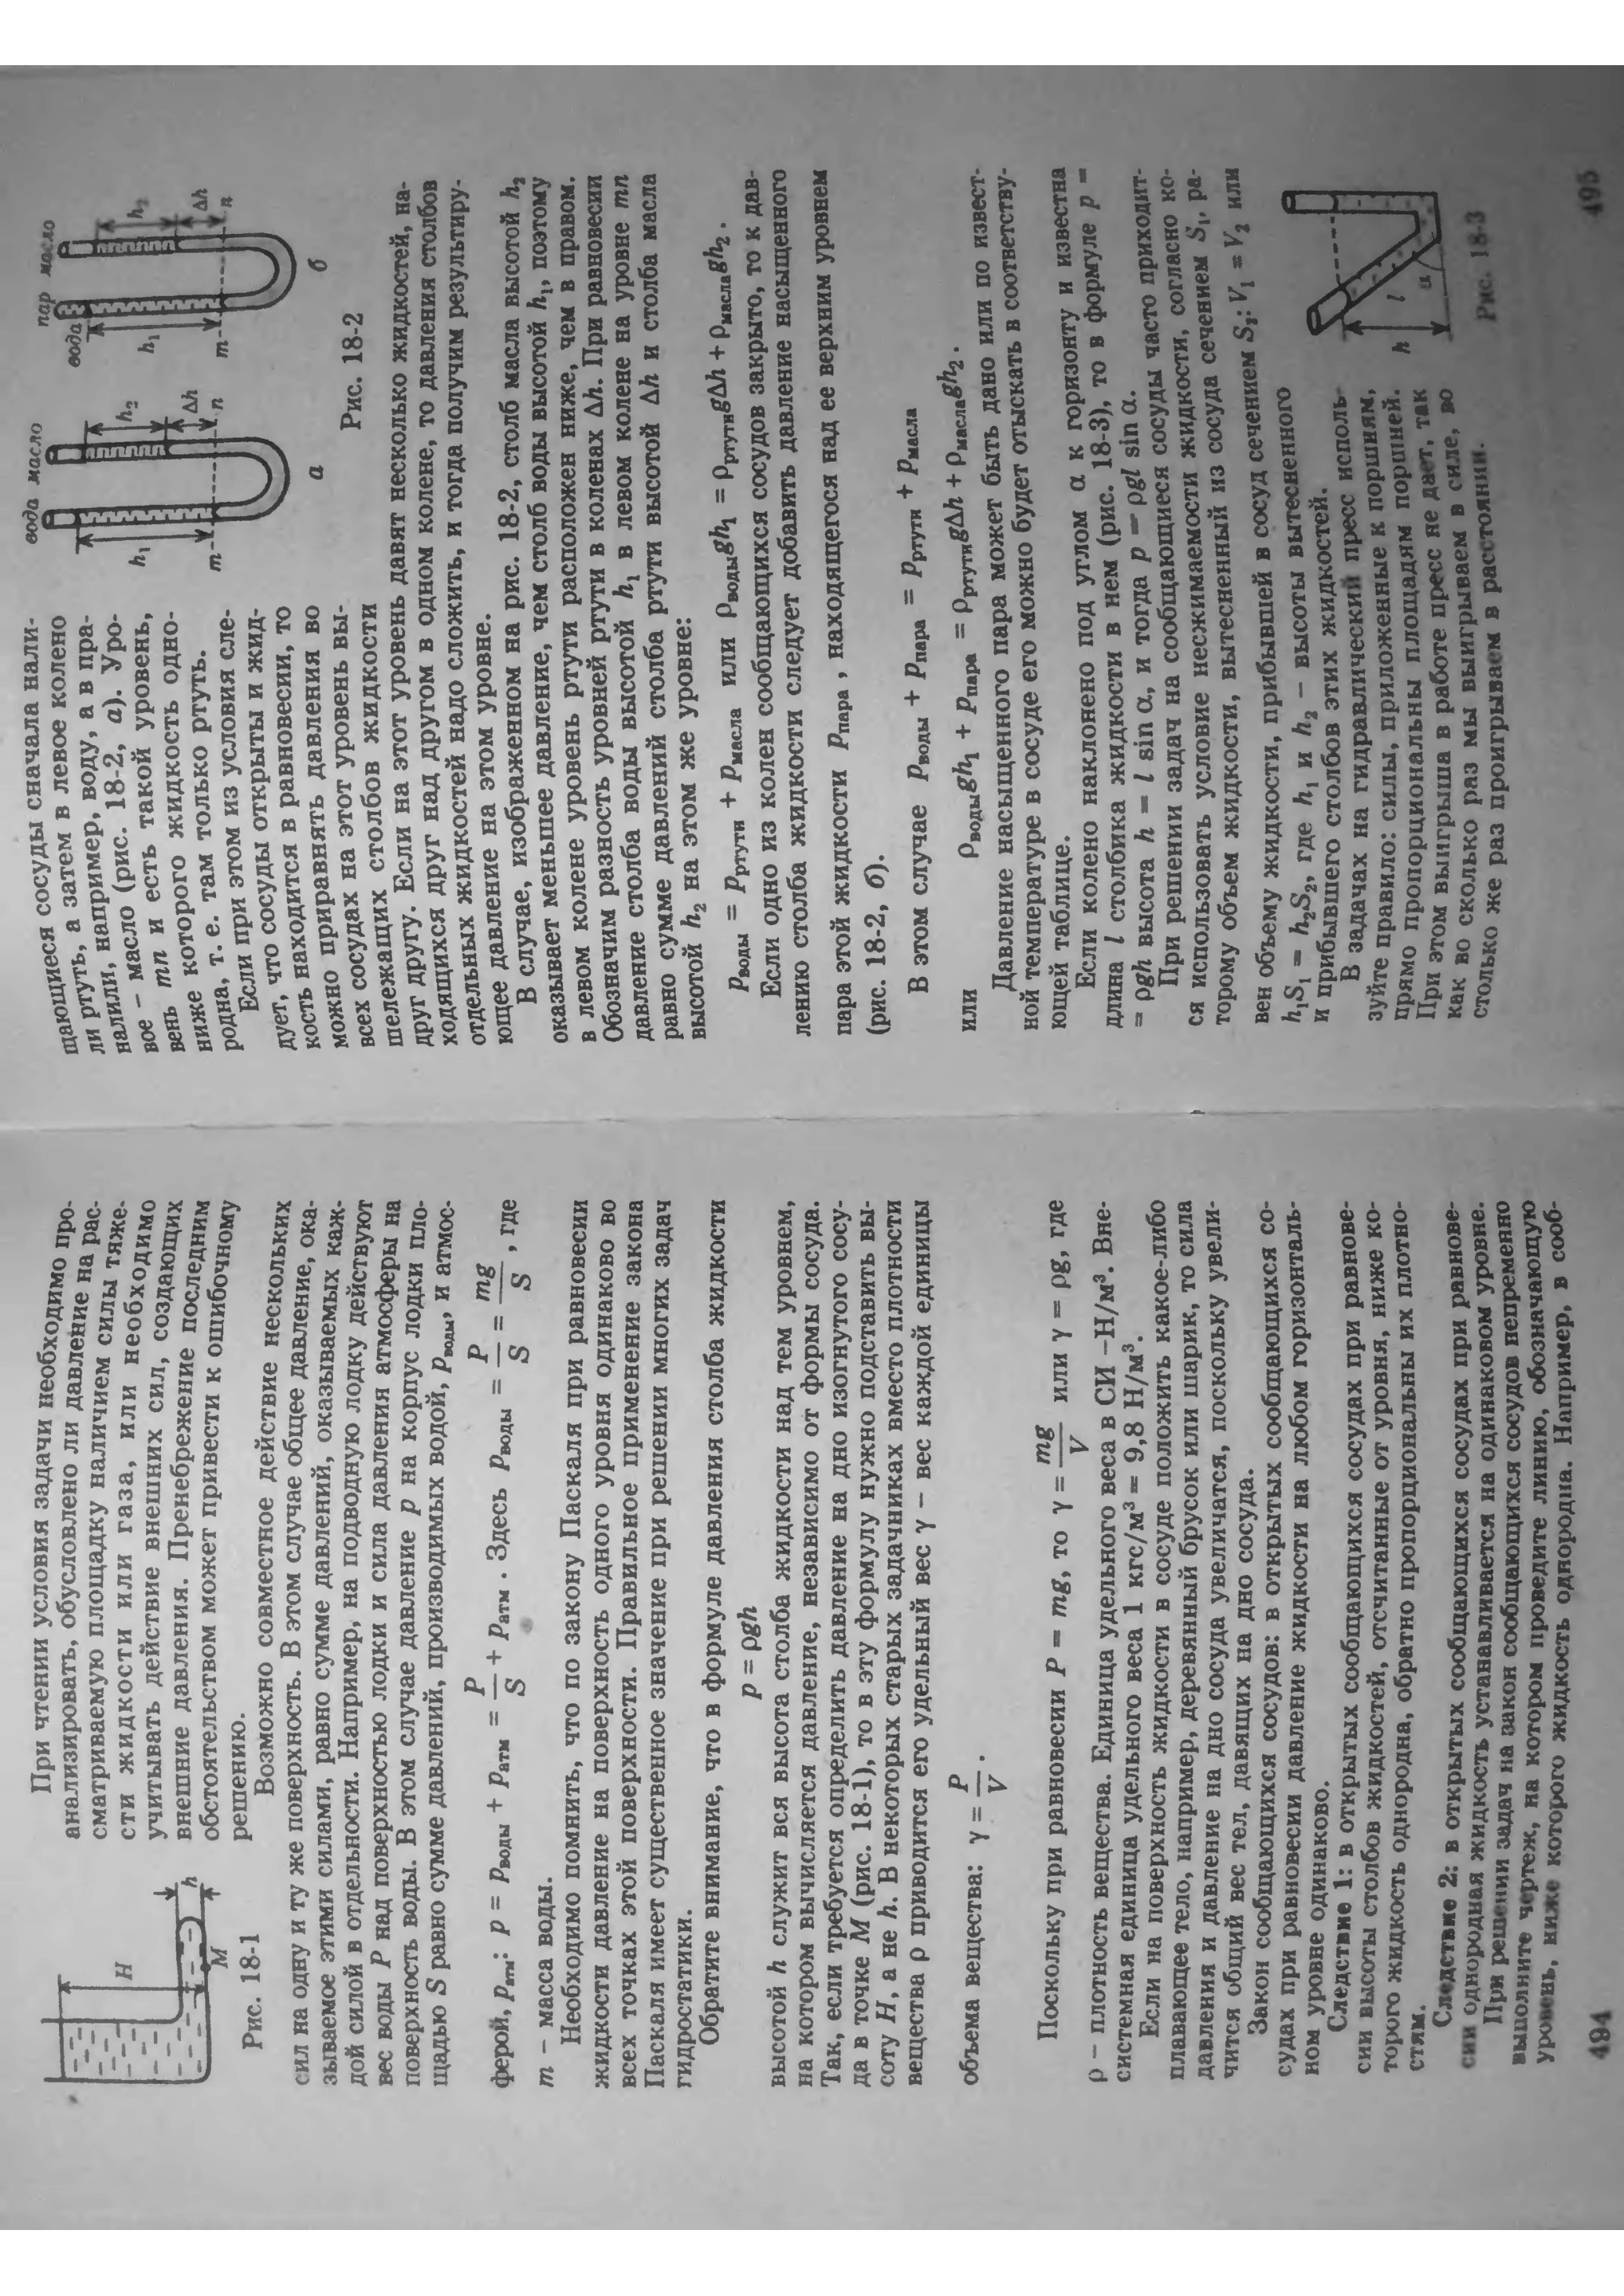 При чтении условия задачи необходимо про-
анализировать, обусловлено ли давление на рас-
сматриваемую площадку наличием силы тяже-
сти жидкости или газа, или необходимо
учитывать действие внешних сил, создающих
внешние давления. Пренебрежение последним
обстоятельством может привести к ошибочному
решению.
H
h
M
Рис. 18-1
Возможно совместное действие нескольких
сил на одну и ту же поверхность. В этом случае общее давление, ока-
зываемое этими силами, равно сумме давлений, оказываемых каж-
дой силой в отдельности. Например, на подводную лодку действуют
вес воды P над поверхностью лодки и сила давления атмосферы на
поверхность воды. В этом случае давление p на корпус лодки пло-
щадью S равно сумме давлений, производимых водой, pводы, и атмос-
ферой, pатм: p = pводы + pатм = P/S + pатм . Здесь pводы = P/S = mg/S , где
m – масса воды.
Необходимо помнить, что по закону Паскаля при равновесии
жидкости давление на поверхность одного уровня одинаково во
всех точках этой поверхности. Правильное применение закона
Паскаля имеет существенное значение при решении многих задач
гидростатики.
Обратите внимание, что в формуле давления столба жидкости
p = ρgh
высотой h служит вся высота столба жидкости над тем уровнем,
на котором вычисляется давление, независимо от формы сосуда.
Так, если требуется определить давление на дно изогнутого сосу-
да в точке M (рис. 18-1), то в эту формулу нужно подставить вы-
соту H, а не h. В некоторых старых задачниках вместо плотности
вещества ρ приводится его удельный вес γ – вес каждой единицы
объема вещества: γ = P/V .
Поскольку при равновесии P = mg, то γ = mg/V или γ = ρg, где
ρ – плотность вещества. Единица удельного веса в СИ –Н/м³. Вне-
системная единица удельного веса 1 кгс/м³ = 9,8 Н/м³.
Если на поверхность жидкости в сосуде положить какое-либо
плавающее тело, например, деревянный брусок или шарик, то сила
давления и давление на дно сосуда увеличатся, поскольку увели-
чится общий вес тел, давящих на дно сосуда.
Закон сообщающихся сосудов: в открытых сообщающихся со-
судах при равновесии давление жидкости на любом горизонталь-
ном уровне одинаково.
Следствие 1: в открытых сообщающихся сосудах при равнове-
сии высоты столбов жидкостей, отсчитанные от уровня, ниже ко-
торого жидкость однородна, обратно пропорциональны их плотно-
стям.
Следствие 2: в открытых сообщающихся сосудах при равнове-
сии однородная жидкость устанавливается на одинаковом уровне.
При решении задач на закон сообщающихся сосудов непременно
выполните чертеж, на котором проведите линию, обозначающую
уровень, ниже которого жидкость однородна. Например, в сооб-
494
щающиеся сосуды сначала нали-
ли ртуть, а затем в левое колено
налили, например, воду, а в пра-
вое – масло (рис. 18-2, а). Уро-
вень mn и есть такой уровень,
ниже которого жидкость одно-
родна, т. е. там только ртуть.
Если при этом из условия сле-
дует, что сосуды открыты и жид-
кость находится в равновесии, то
можно приравнять давления во
всех сосудах на этот уровень вы-
вода масло
h₁
h₂
Δh
m
n
а
пар масло
вода
h₁
h₂
Δh
m
n
б
Рис. 18-2
шележащих столбов жидкости
друг другу. Если на этот уровень давят несколько жидкостей, на-
ходящихся друг над другом в одном колене, то давления столбов
отдельных жидкостей надо сложить, и тогда получим результиру-
ющее давление на этом уровне.
В случае, изображенном на рис. 18-2, столб масла высотой h₂
оказывает меньшее давление, чем столб воды высотой h₁, поэтому
в левом колене уровень ртути расположен ниже, чем в правом.
Обозначим разность уровней ртути в коленах Δh. При равновесии
давление столба воды высотой h₁ в левом колене на уровне mn
равно сумме давлений столба ртути высотой Δh и столба масла
высотой h₂ на этом же уровне:
pводы = pртути + pмасла или ρводыgh₁ = ρртутиgΔh + ρмаслаgh₂ .
Если одно из колен сообщающихся сосудов закрыто, то к дав-
лению столба жидкости следует добавить давление насыщенного
пара этой жидкости pпара , находящегося над ее верхним уровнем
(рис. 18-2, б).
В этом случае pводы + pпара = pртути + pмасла
или ρводыgh₁ + pпара = ρртутиgΔh + ρмаслаgh₂ .
Давление насыщенного пара может быть дано или по извест-
ной температуре в сосуде его можно будет отыскать в соответству-
ющей таблице.
Если колено наклонено под углом α к горизонту и известна
длина l столбика жидкости в нем (рис. 18-3), то в формуле p =
= ρgh высота h = l sin α, и тогда p = ρgl sin α.
При решении задач на сообщающиеся сосуды часто приходит-
ся использовать условие несжимаемости жидкости, согласно ко-
торому объем жидкости, вытесненный из сосуда сечением S₁, ра-
вен объему жидкости, прибывшей в сосуд сечением S₂: V₁ = V₂ или
h₁S₁ = h₂S₂, где h₁ и h₂ – высоты вытесненного
и прибывшего столбов этих жидкостей.
В задачах на гидравлический пресс исполь-
зуйте правило: силы, приложенные к поршням,
прямо пропорциональны площадям поршней.
При этом выигрыша в работе пресс не дает, так
как во сколько раз мы выигрываем в силе, во
столько же раз проигрываем в расстоянии.
h
l
α
Рис. 18-3
495